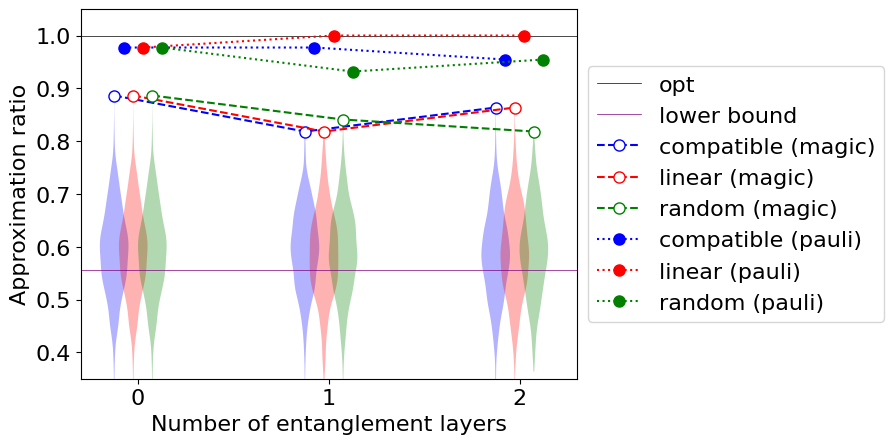 Approximation ratio
1.0
0.9
0.8
0.7
0.6
0.5
0.4
0
1
2
Number of entanglement layers
opt
lower bound
compatible (magic)
linear (magic)
random (magic)
compatible (pauli)
linear (pauli)
random (pauli)